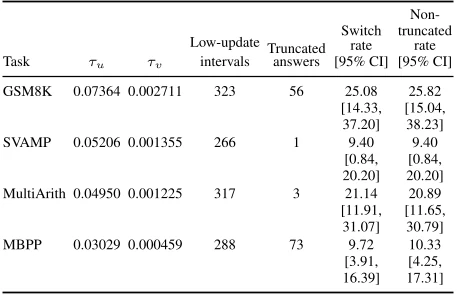 Task τu τv Low-update intervals Truncated answers Switch rate [95% CI] Non-truncated rate [95% CI]
GSM8K 0.07364 0.002711 323 56 25.08 [14.33, 37.20] 25.82 [15.04, 38.23]
SVAMP 0.05206 0.001355 266 1 9.40 [0.84, 20.20] 9.40 [0.84, 20.20]
MultiArith 0.04950 0.001225 317 3 21.14 [11.91, 31.07] 20.89 [11.65, 30.79]
MBPP 0.03029 0.000459 288 73 9.72 [3.91, 16.39] 10.33 [4.25, 17.31]